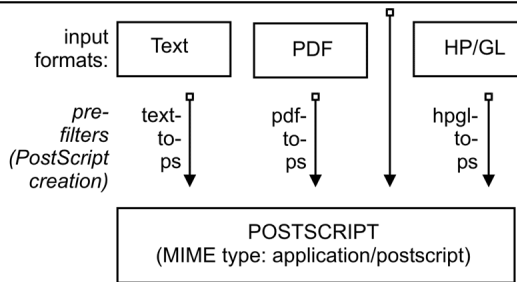 input
formats:
Text
PDF
HP/GL
pre-
filters
(PostScript
creation)
text-
to-
ps
pdf-
to-
ps
hpgl-
to-
ps
POSTSCRIPT
(MIME type: application/postscript)